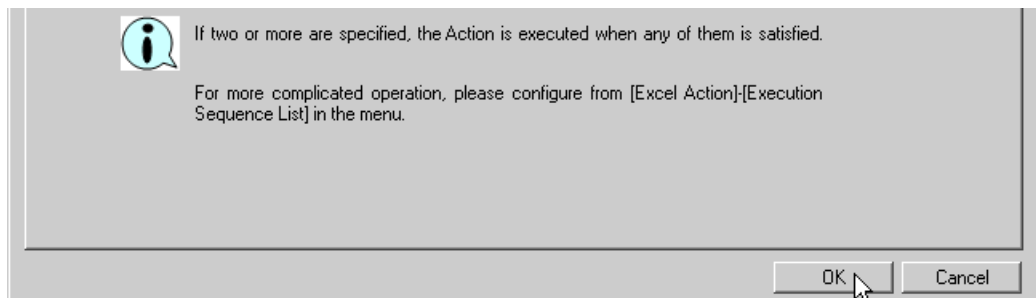 If two or more are specified, the Action is executed when any of them is satisfied.
For more complicated operation, please configure from [Excel Action]-[Execution
Sequence List] in the menu.
OK
Cancel